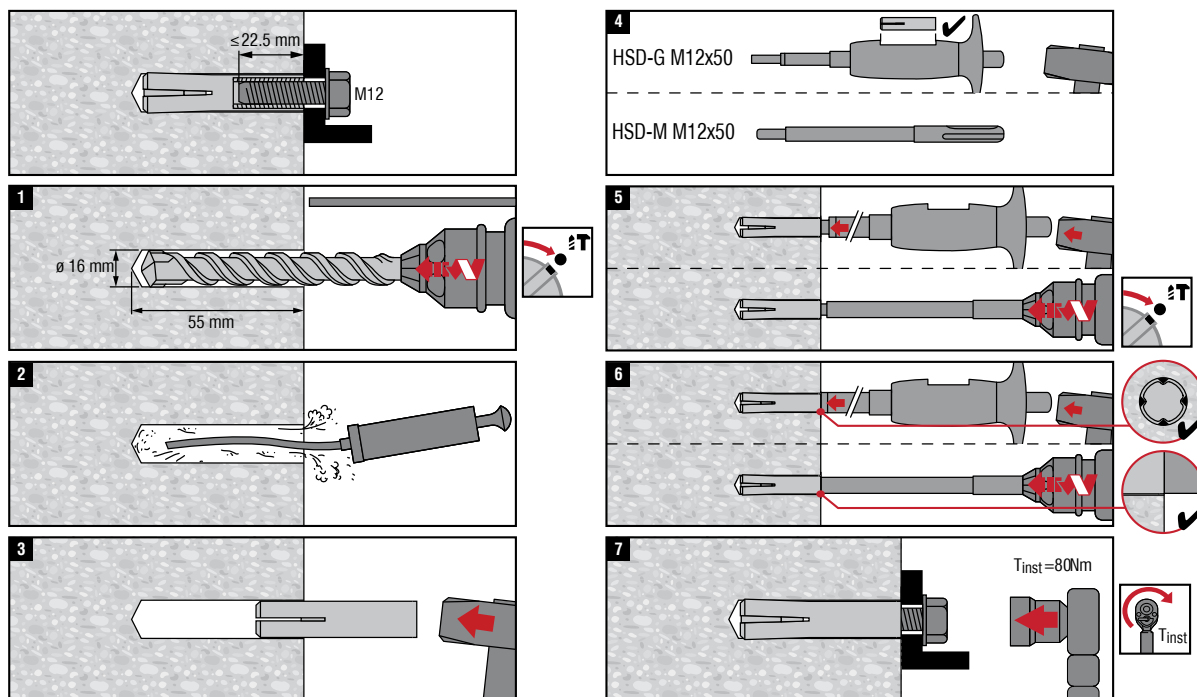 ≤22.5 mm
M12
1
ø 16 mm
55 mm
2
3
4
HSD-G M12x50
HSD-M M12x50
5
6
7
Tinst=80Nm
Tinst